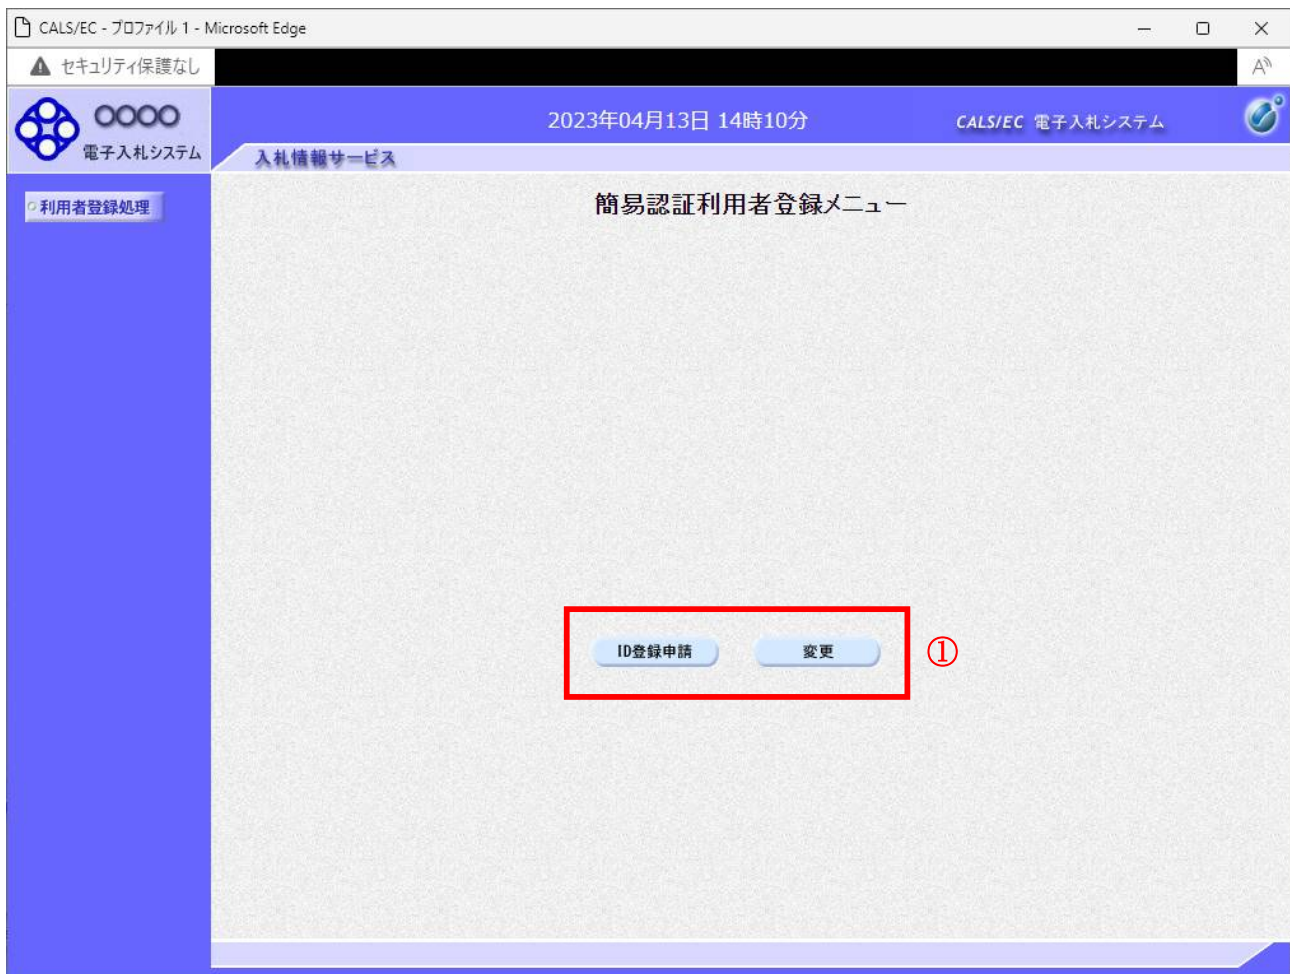 CALS/EC - プロファイル 1 - Microsoft Edge
セキュリティ保護なし
〇〇〇〇
電子入札システム
2023年04月13日 14時10分
CALS/EC 電子入札システム
入札情報サービス
利用者登録処理
簡易認証利用者登録メニュー
ID登録申請
変更
①